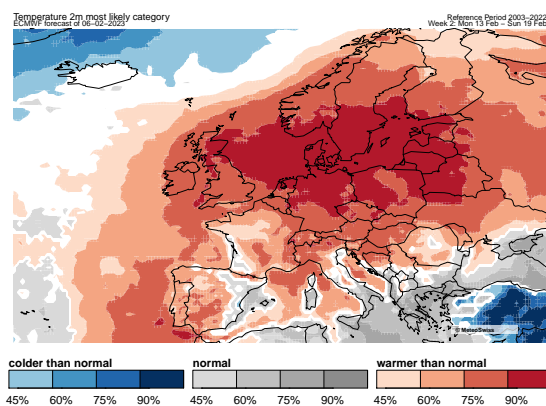 Temperature 2m most likely category
Reference Period 2003-2022
ECMWF forecast of 06-02-2023
Week 2: Mon 13 Feb - Sun 19 Feb
© MeteoSwiss
colder than normal normal warmer than normal
45% 60% 75% 90% 45% 60% 75% 90% 45% 60% 75% 90%